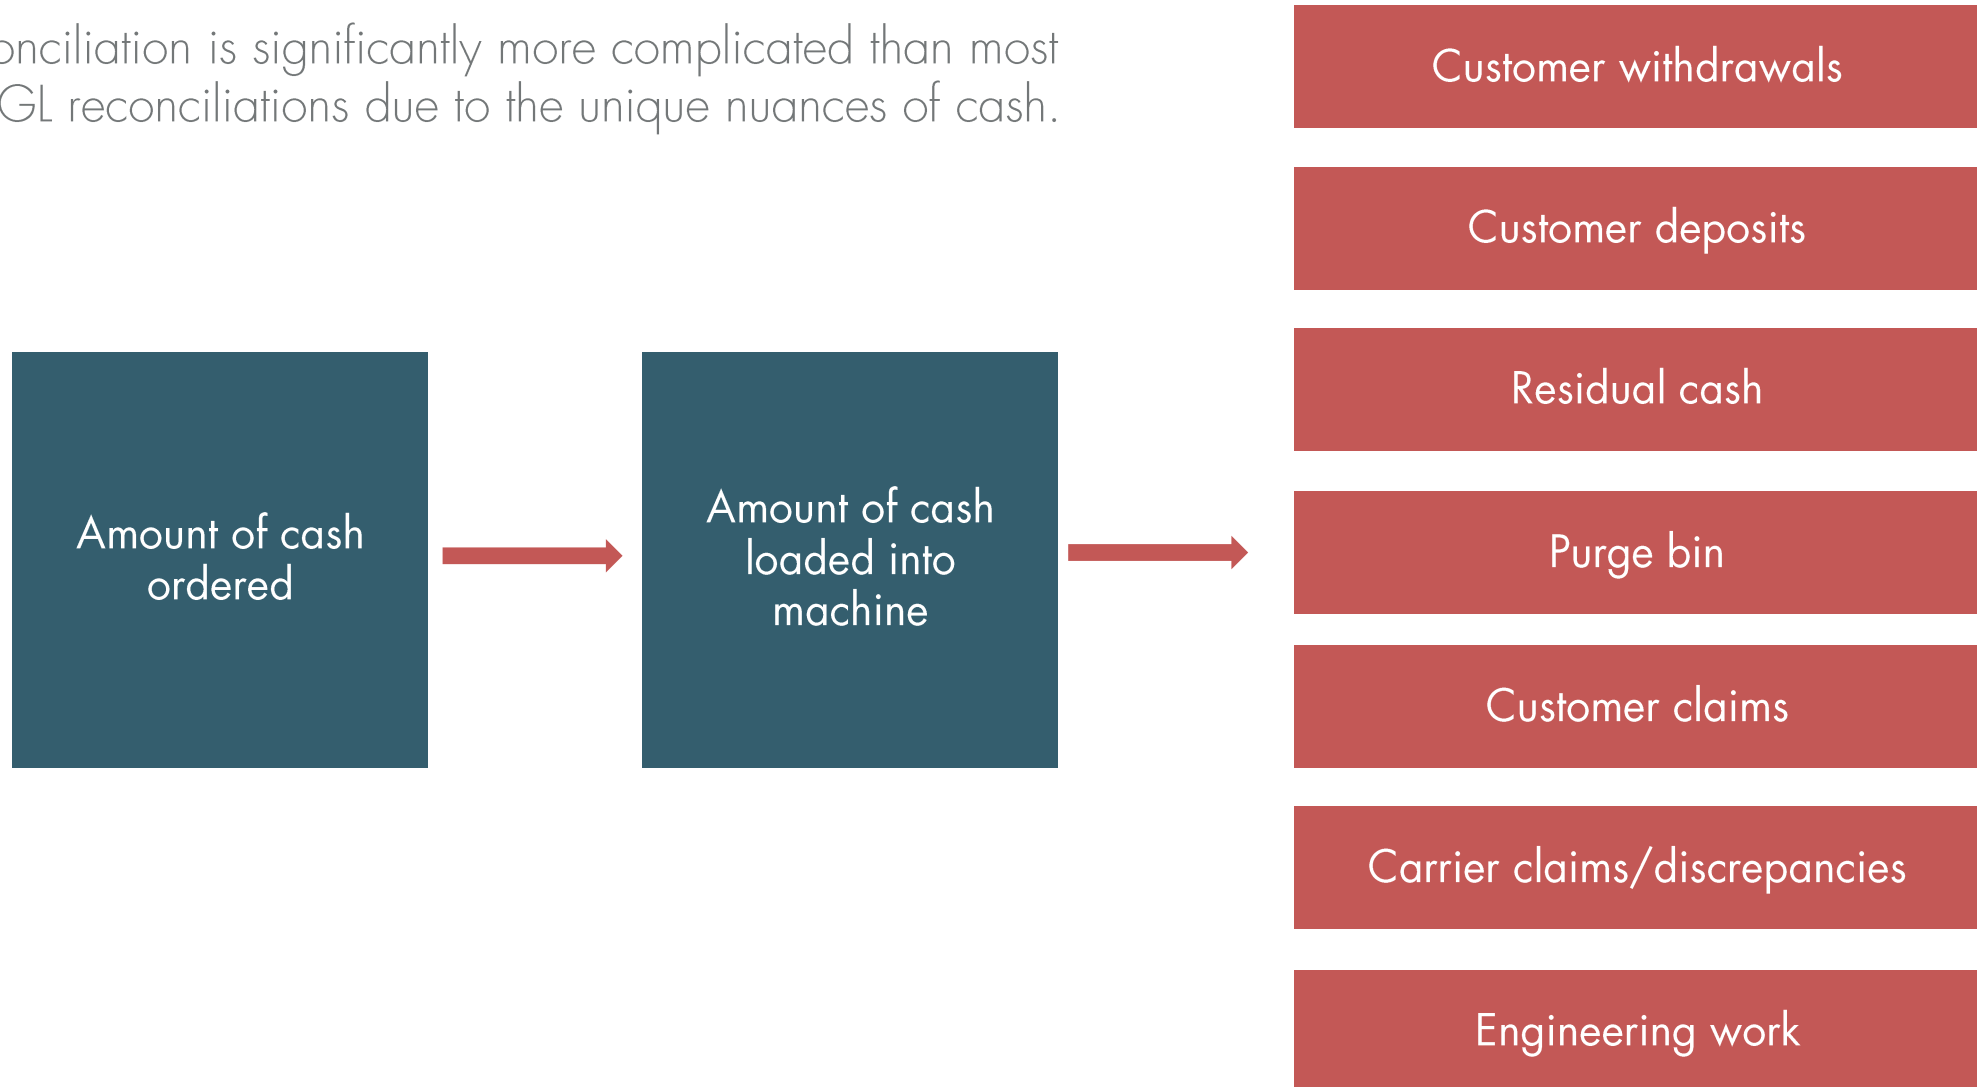 onciliation is significantly more complicated than most
GL reconciliations due to the unique nuances of cash.
Amount of cash
ordered
Amount of cash
loaded into
machine
Customer withdrawals
Customer deposits
Residual cash
Purge bin
Customer claims
Carrier claims/discrepancies
Engineering work